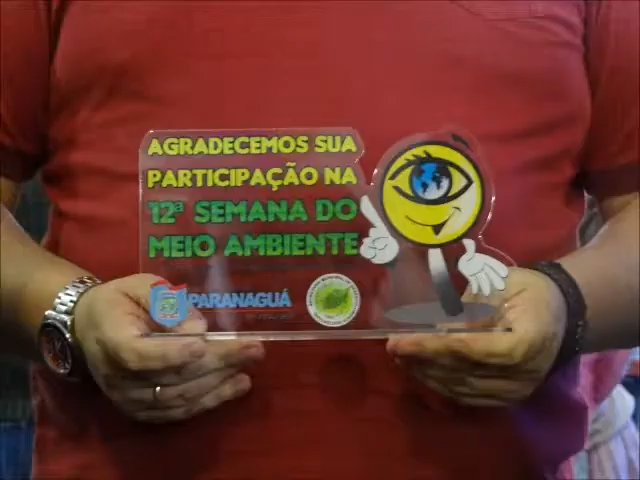 AGRADECEMOS SUA
PARTICIPAÇÃO NA
12ª SEMANA DO
MEIO AMBIENTE
PARANAGUÁ